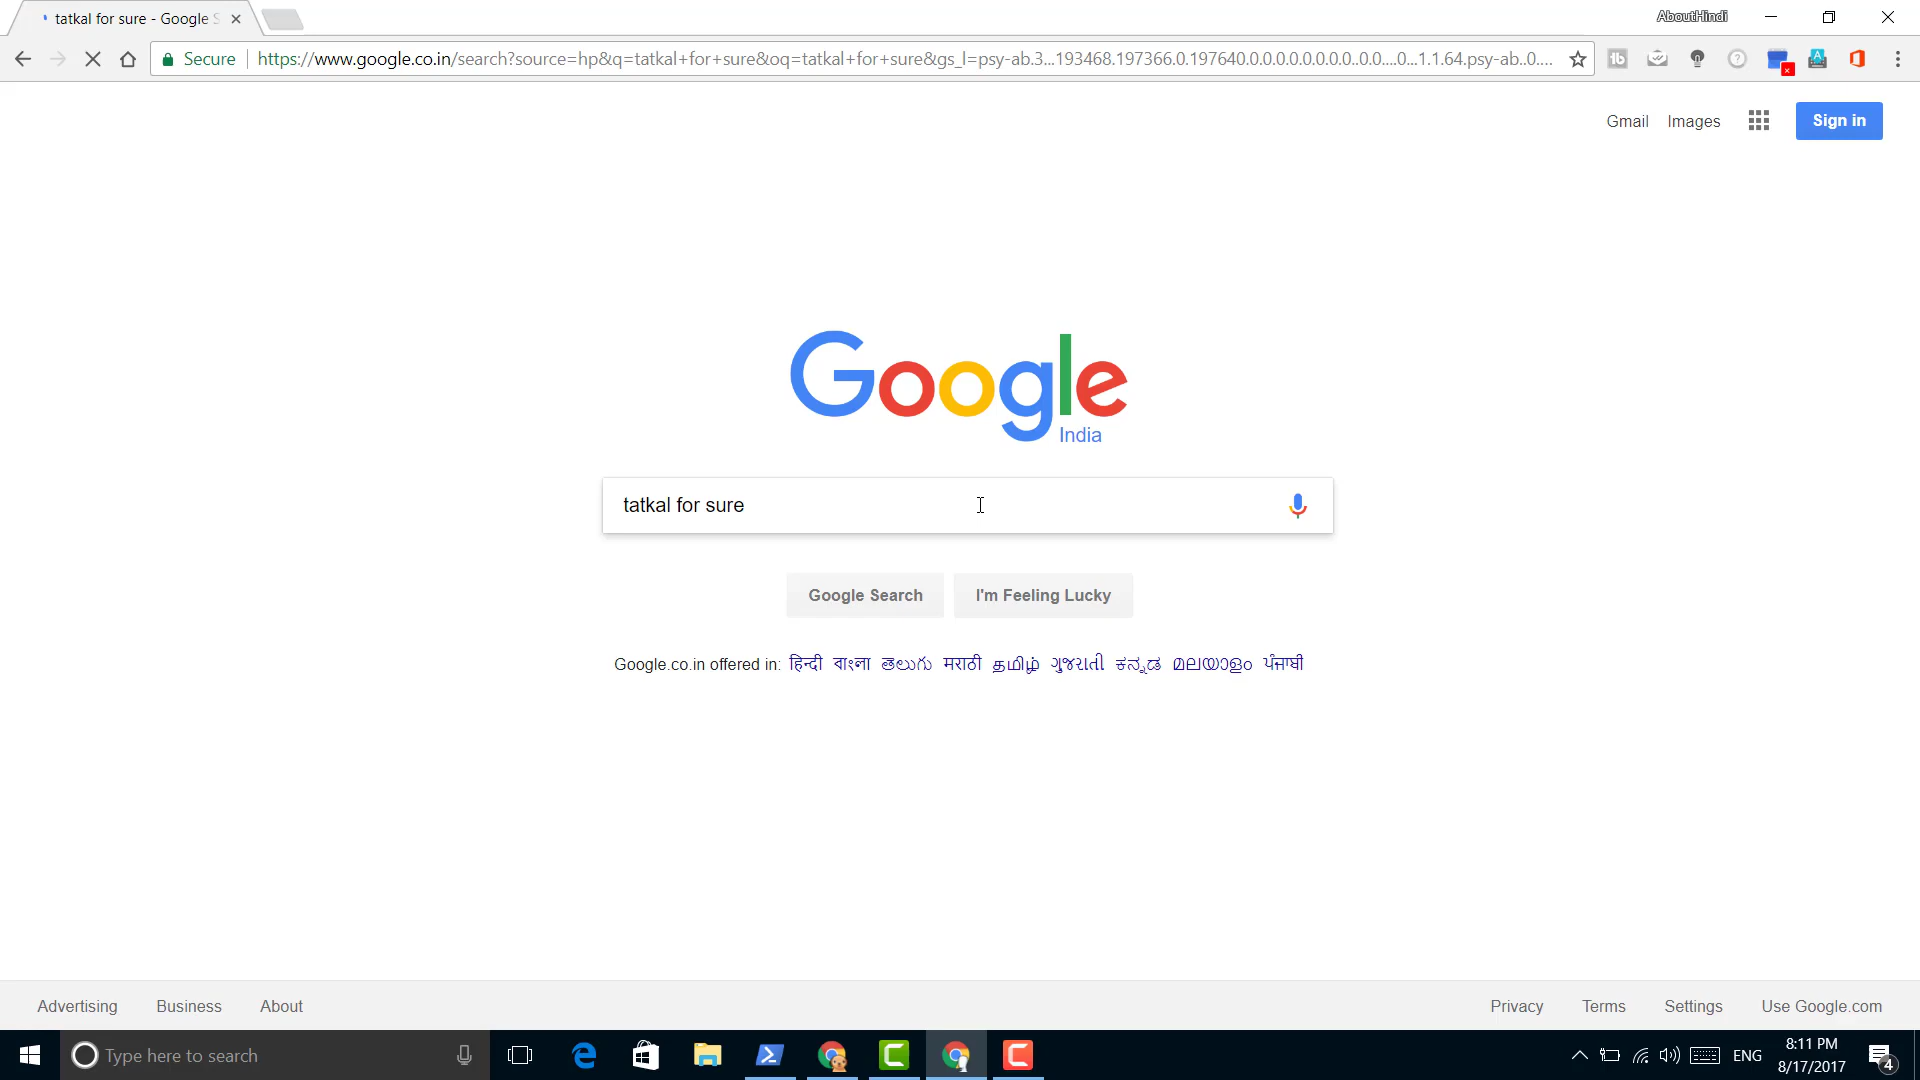 tatkal for sure - Google S
AboutHindi
Secure https://www.google.co.in/search?source=hp&q=tatkal+for+sure&oq=tatkal+for+sure&gs_l=psy-ab.3...193468.197366.0.197640.0.0.0.0.0.0.0.0..0.0....0...1.1.64.psy-ab..0....
Gmail Images Sign in
Google
India
tatkal for sure
Google Search I'm Feeling Lucky
Google.co.in offered in: हिन्दी বাংলা తెలుగు मराठी தமிழ் ગુજરાતી ಕನ್ನಡ മലയാളം ਪੰਜਾਬੀ
Advertising Business About Privacy Terms Settings Use Google.com
Type here to search ENG 8:11 PM
8/17/2017 4